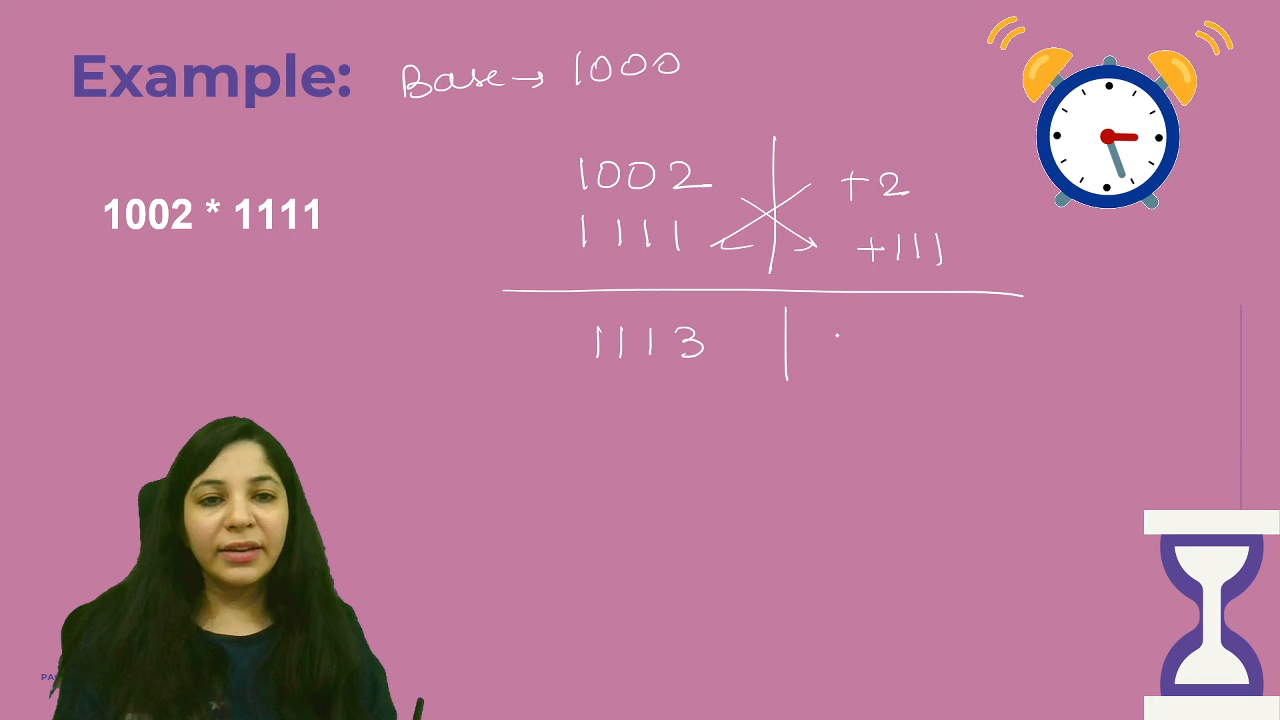 Example: Base → 1000
1002 * 1111
1002 | +2
1111 | +111
1113 |